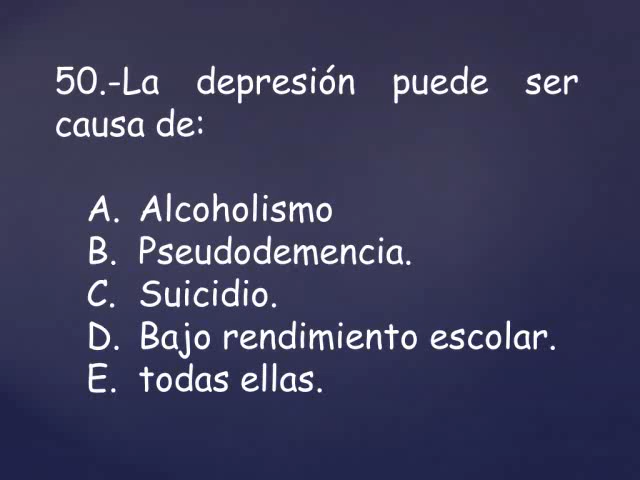 50.-La depresión puede ser
causa de:
A. Alcoholismo
B. Pseudodemencia.
C. Suicidio.
D. Bajo rendimiento escolar.
E. todas ellas.